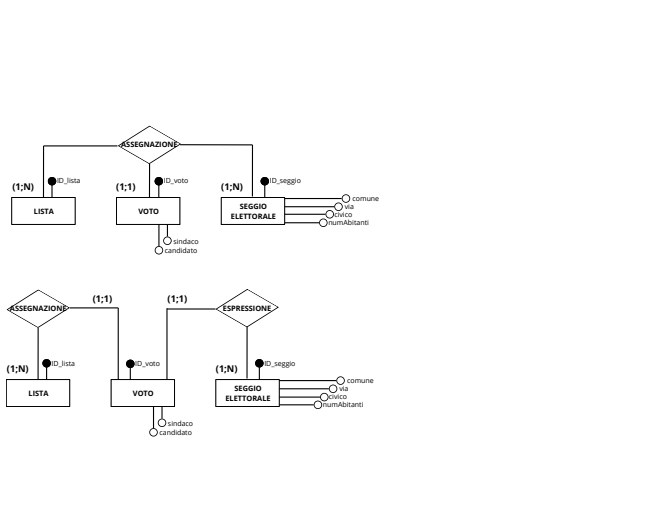 ASSEGNAZIONE
(1;N)
ID_lista
(1;1)
ID_voto
(1;N)
ID_seggio
LISTA
VOTO
SEGGIO
ELETTORALE
comune
via
civico
numAbitanti
sindaco
candidato
ASSEGNAZIONE
(1;1)
(1;1)
ESPRESSIONE
(1;N)
ID_lista
ID_voto
(1;N)
ID_seggio
LISTA
VOTO
SEGGIO
ELETTORALE
comune
via
civico
numAbitanti
sindaco
candidato